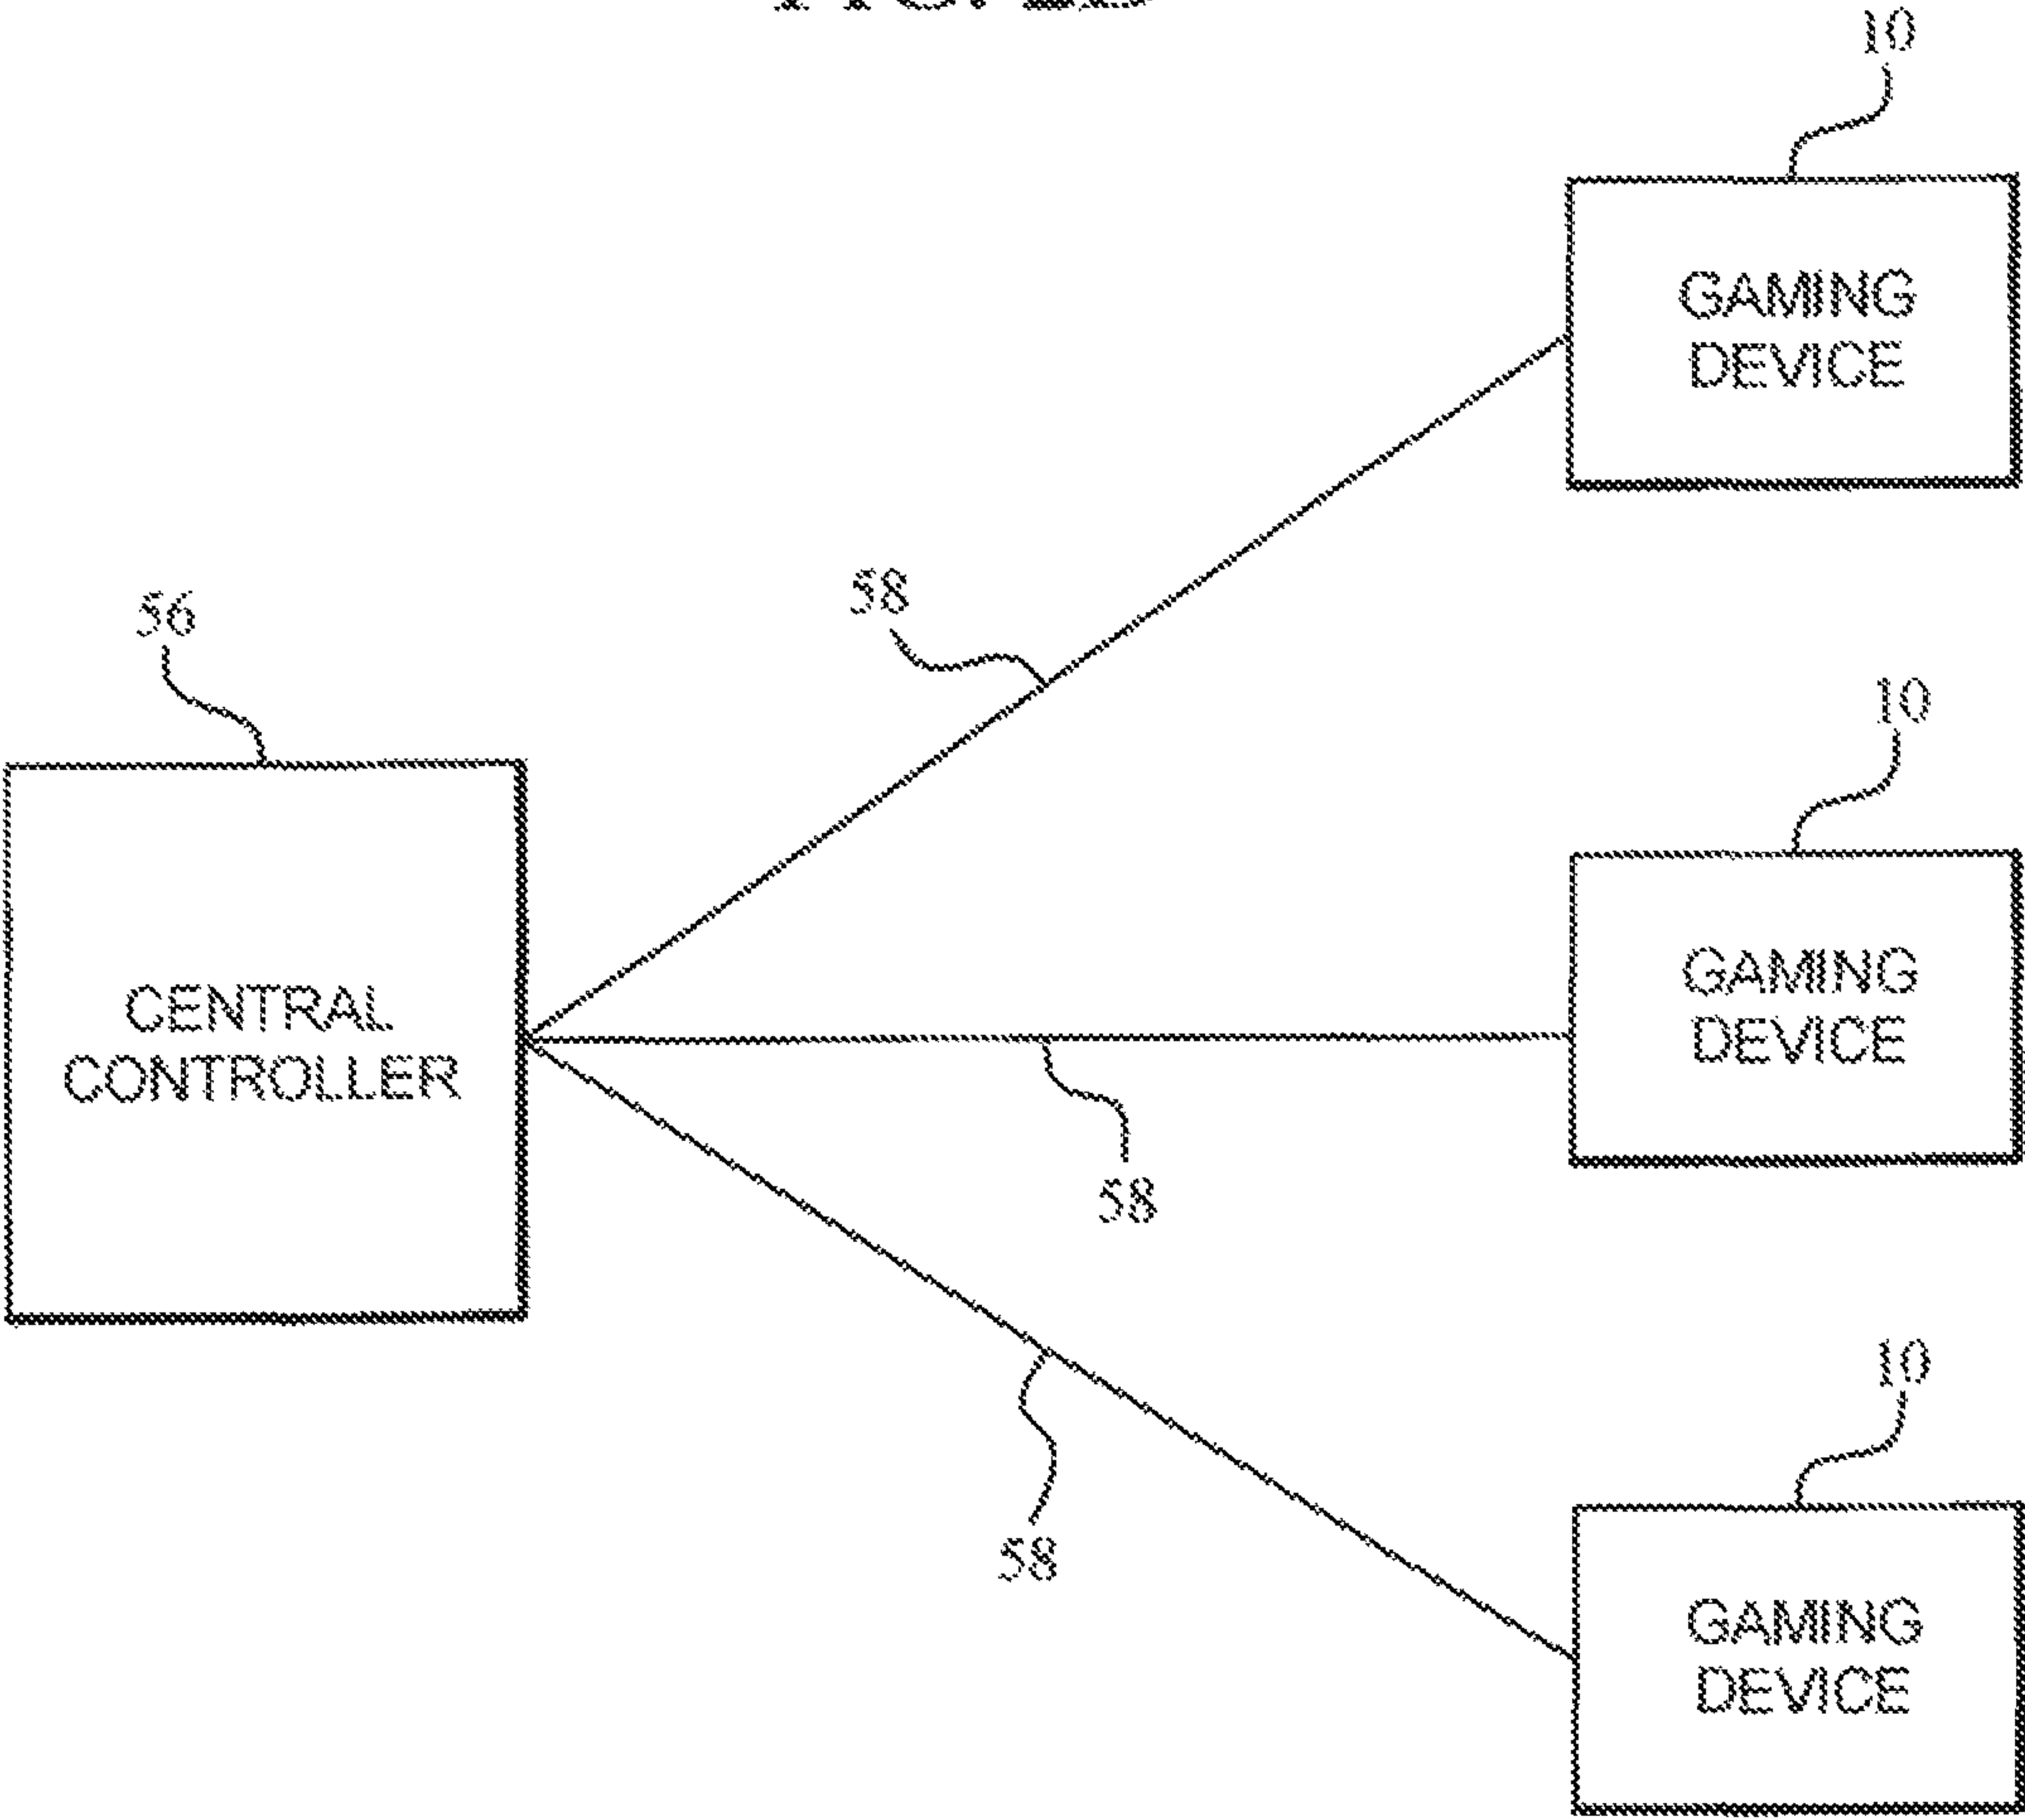 10
GAMING
DEVICE
58
56
10
CENTRAL
CONTROLLER
GAMING
DEVICE
58
10
58
GAMING
DEVICE